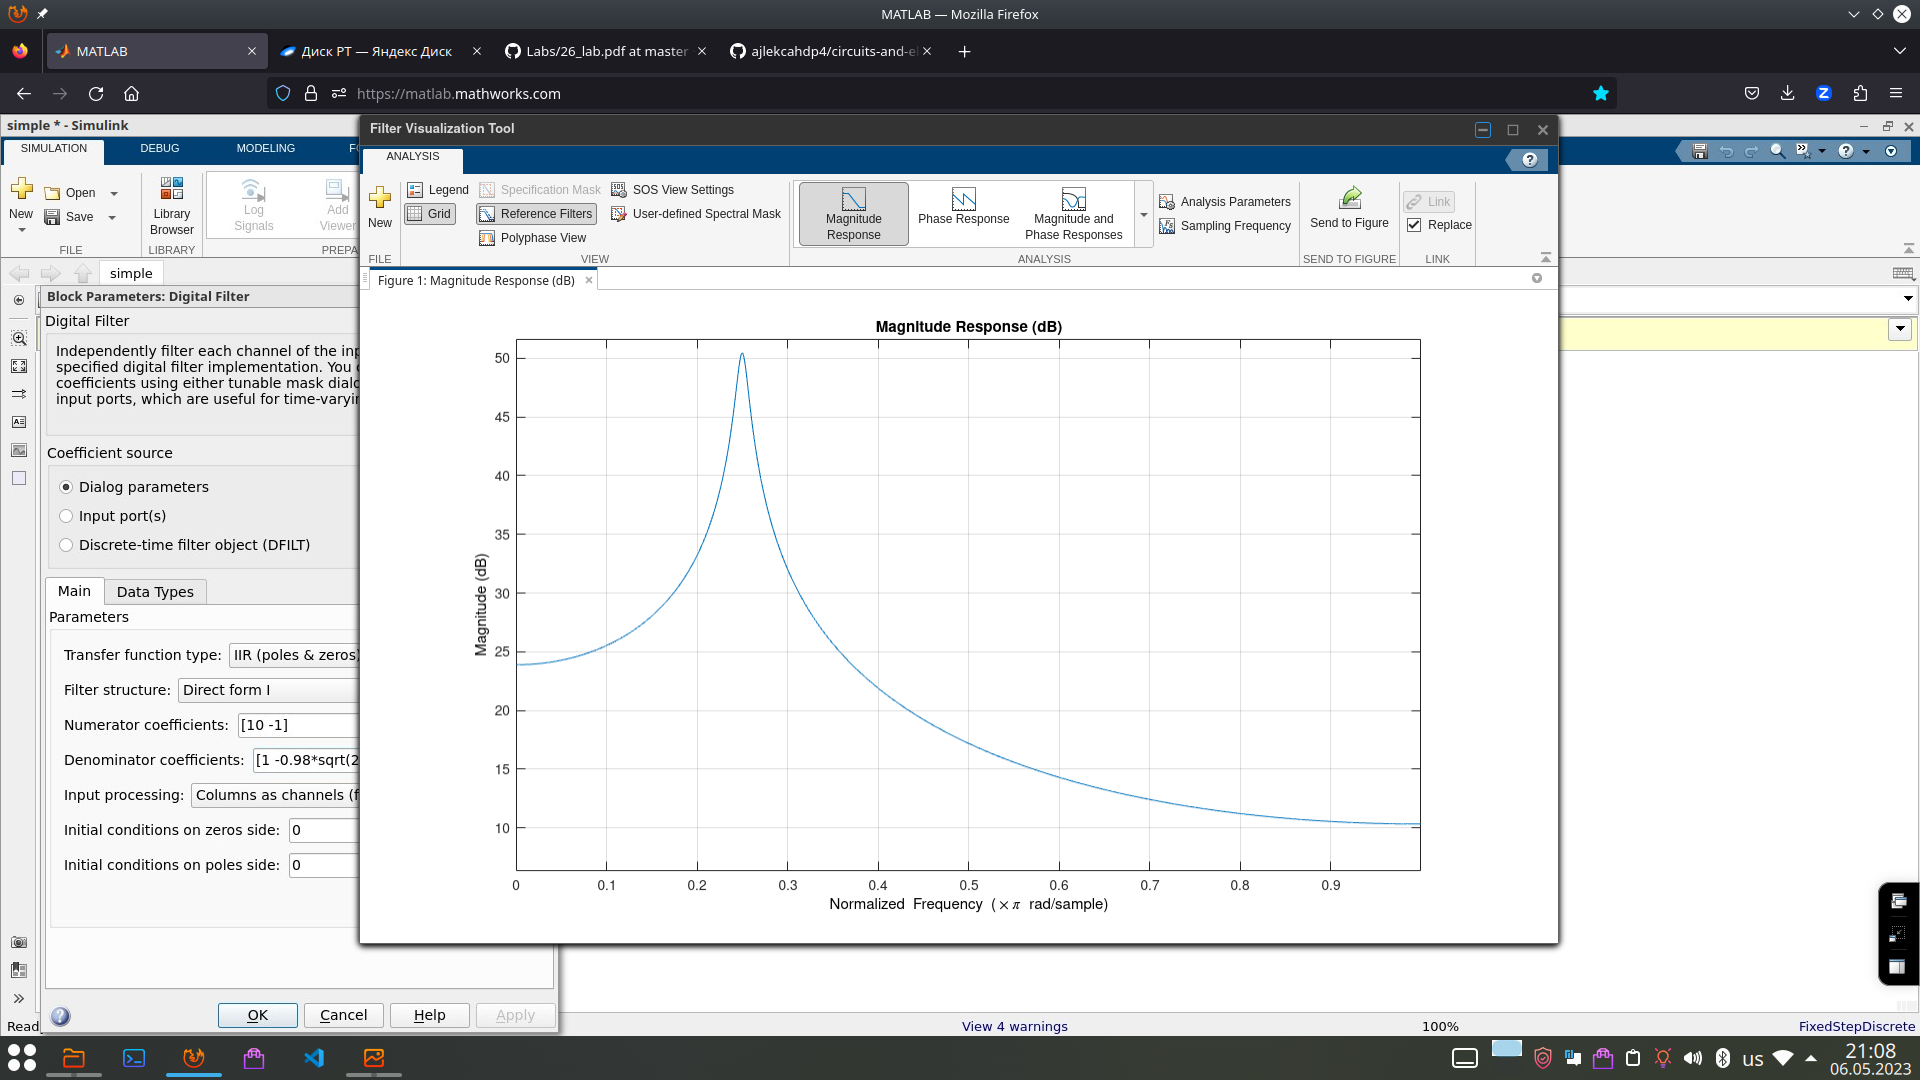 MATLAB — Mozilla Firefox
MATLAB
Диск РТ — Яндекс Диск
Labs/26_lab.pdf at master
ajlekcahdp4/circuits-and-el
https://matlab.mathworks.com
simple * - Simulink
SIMULATION DEBUG MODELING
New
Open
Save
Library Browser
Log Signals
Add Viewer
FILE LIBRARY PREPA
simple
Block Parameters: Digital Filter
Digital Filter
Independently filter each channel of the inp
specified digital filter implementation. You c
coefficients using either tunable mask dialo
input ports, which are useful for time-varyin
Coefficient source
Dialog parameters
Input port(s)
Discrete-time filter object (DFILT)
Main Data Types
Parameters
Transfer function type: IIR (poles & zeros)
Filter structure: Direct form I
Numerator coefficients: [10 -1]
Denominator coefficients: [1 -0.98*sqrt(2
Input processing: Columns as channels (f
Initial conditions on zeros side: 0
Initial conditions on poles side: 0
OK Cancel Help Apply
Filter Visualization Tool
ANALYSIS
New
Legend
Grid
Specification Mask
Reference Filters
Polyphase View
SOS View Settings
User-defined Spectral Mask
Magnitude Response
Phase Response
Magnitude and Phase Responses
Analysis Parameters
Sampling Frequency
Send to Figure
Link
Replace
FILE VIEW ANALYSIS SEND TO FIGURE LINK
Figure 1: Magnitude Response (dB)
Magnitude Response (dB)
Magnitude (dB)
50
45
40
35
30
25
20
15
10
0 0.1 0.2 0.3 0.4 0.5 0.6 0.7 0.8 0.9
Normalized Frequency (×π rad/sample)
Read
View 4 warnings
100%
FixedStepDiscrete
us
21:08
06.05.2023